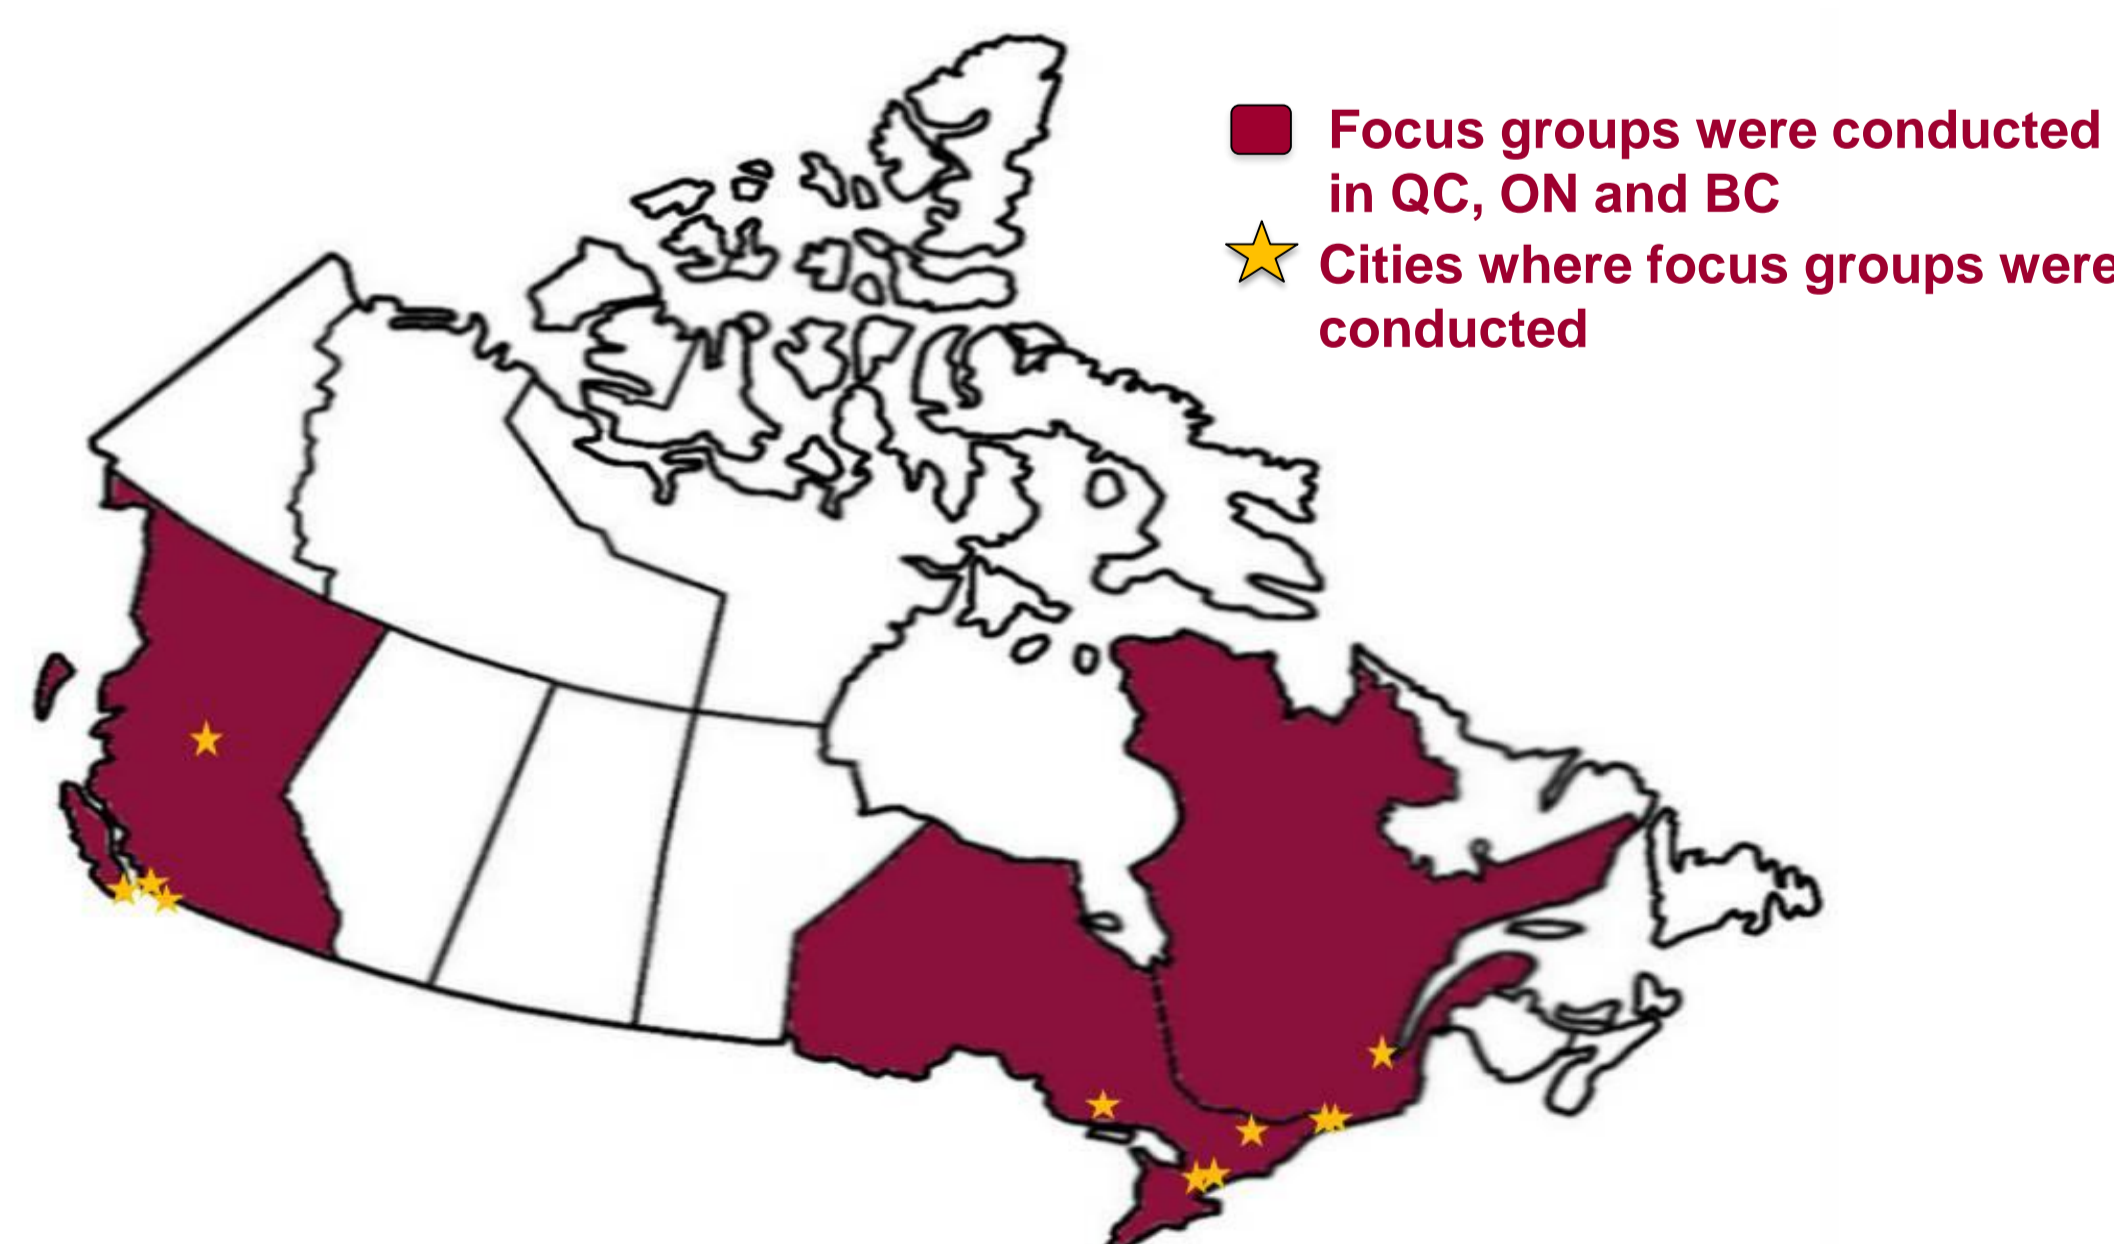 Focus groups were conducted
in QC, ON and BC
Cities where focus groups were
conducted